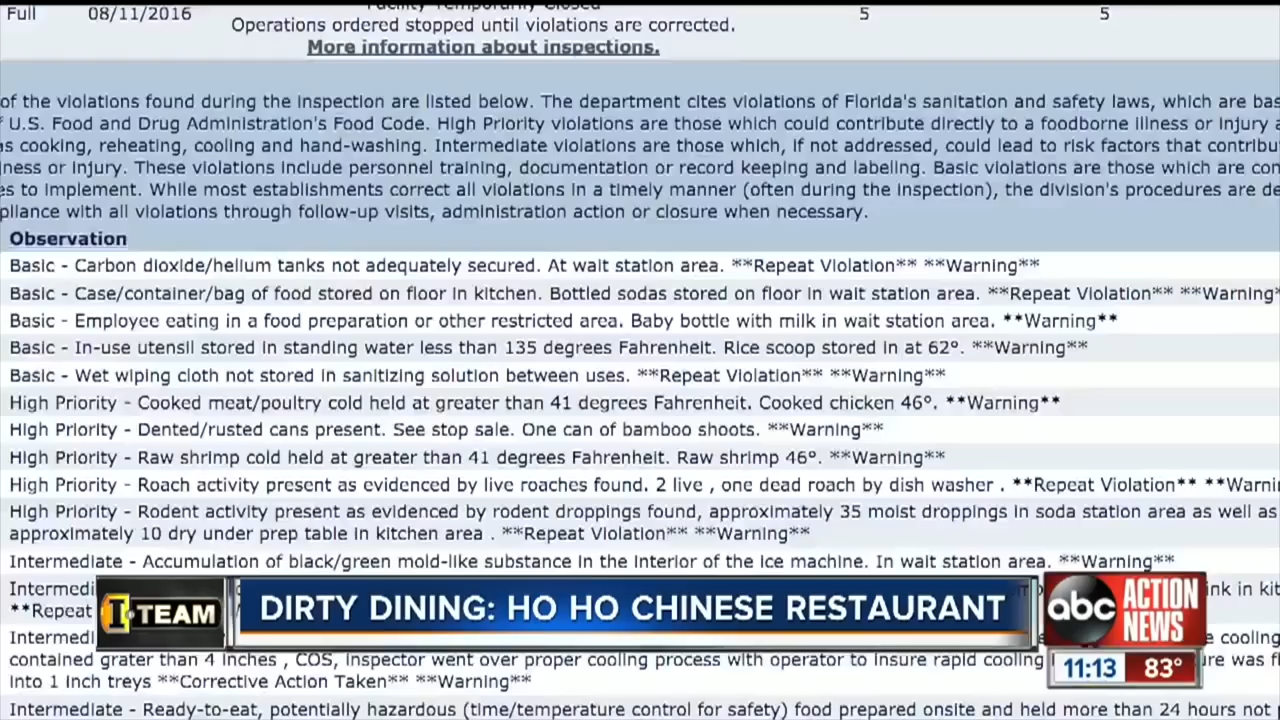 Full 08/11/2016 Facility Temporarily Closed 5 5
Operations ordered stopped until violations are corrected.
More information about inspections.
of the violations found during the inspection are listed below. The department cites violations of Florida's sanitation and safety laws, which are bas
U.S. Food and Drug Administration's Food Code. High Priority violations are those which could contribute directly to a foodborne illness or injury a
as cooking, reheating, cooling and hand-washing. Intermediate violations are those which, if not addressed, could lead to risk factors that contribu
ness or injury. These violations include personnel training, documentation or record keeping and labeling. Basic violations are those which are con
es to implement. While most establishments correct all violations in a timely manner (often during the inspection), the division's procedures are de
pliance with all violations through follow-up visits, administration action or closure when necessary.
Observation
Basic - Carbon dioxide/helium tanks not adequately secured. At wait station area. **Repeat Violation** **Warning**
Basic - Case/container/bag of food stored on floor in kitchen. Bottled sodas stored on floor in wait station area. **Repeat Violation** **Warning*
Basic - Employee eating in a food preparation or other restricted area. Baby bottle with milk in wait station area. **Warning**
Basic - In-use utensil stored in standing water less than 135 degrees Fahrenheit. Rice scoop stored in at 62°. **Warning**
Basic - Wet wiping cloth not stored in sanitizing solution between uses. **Repeat Violation** **Warning**
High Priority - Cooked meat/poultry cold held at greater than 41 degrees Fahrenheit. Cooked chicken 46°. **Warning**
High Priority - Dented/rusted cans present. See stop sale. One can of bamboo shoots. **Warning**
High Priority - Raw shrimp cold held at greater than 41 degrees Fahrenheit. Raw shrimp 46°. **Warning**
High Priority - Roach activity present as evidenced by live roaches found. 2 live , one dead roach by dish washer . **Repeat Violation** **Warni
High Priority - Rodent activity present as evidenced by rodent droppings found, approximately 35 moist droppings in soda station area as well as
approximately 10 dry under prep table in kitchen area . **Repeat Violation** **Warning**
Intermediate - Accumulation of black/green mold-like substance in the interior of the ice machine. In wait station area. **Warning**
Intermedi ink in kit
**Repeat
Intermedi e cooling
contained grater than 4 inches , COS, inspector went over proper cooling process with operator to insure rapid cooling ure was f
into 1 inch treys **Corrective Action Taken** **Warning**
Intermediate - Ready-to-eat, potentially hazardous (time/temperature control for safety) food prepared onsite and held more than 24 hours not
I-TEAM
DIRTY DINING: HO HO CHINESE RESTAURANT
abc ACTION NEWS
11:13 83°